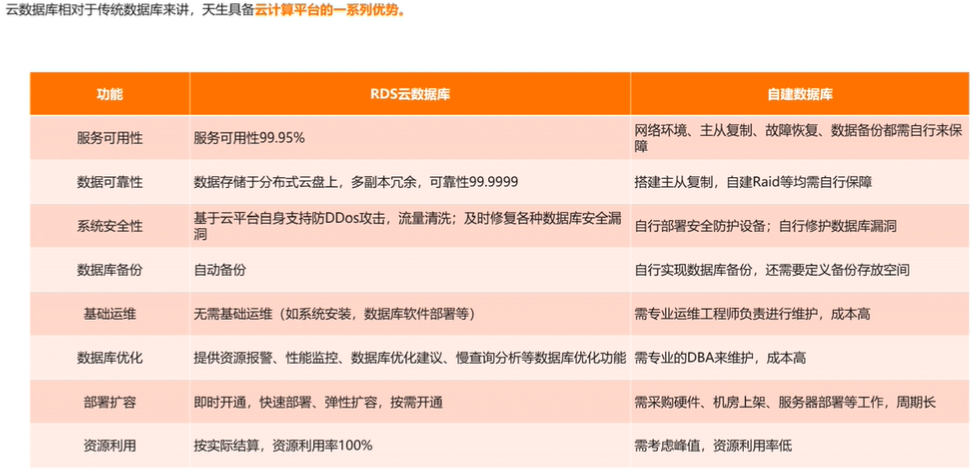 云数据库相对于传统数据库来讲，天生具备云计算平台的一系列优势。
功能 RDS云数据库 自建数据库
服务可用性 服务可用性99.95% 网络环境、主从复制、故障恢复、数据备份都需自行来保
障
数据可靠性 数据存储于分布式云盘上，多副本冗余，可靠性99.9999 搭建主从复制，自建Raid等均需自行保障
系统安全性 基于云平台自身支持防DDos攻击，流量清洗；及时修复各种数据库安全漏
洞 自行部署安全防护设备；自行修护数据库漏洞
数据库备份 自动备份 自行实现数据库备份，还需要定义备份存放空间
基础运维 无需基础运维（如系统安装，数据库软件部署等） 需专业运维工程师负责进行维护，成本高
数据库优化 提供资源报警、性能监控、数据库优化建议、慢查询分析等数据库优化功能 需专业的DBA来维护，成本高
部署扩容 即时开通，快速部署、弹性扩容，按需开通 需采购硬件、机房上架、服务器部署等工作，周期长
资源利用 按实际结算，资源利用率100% 需考虑峰值，资源利用率低